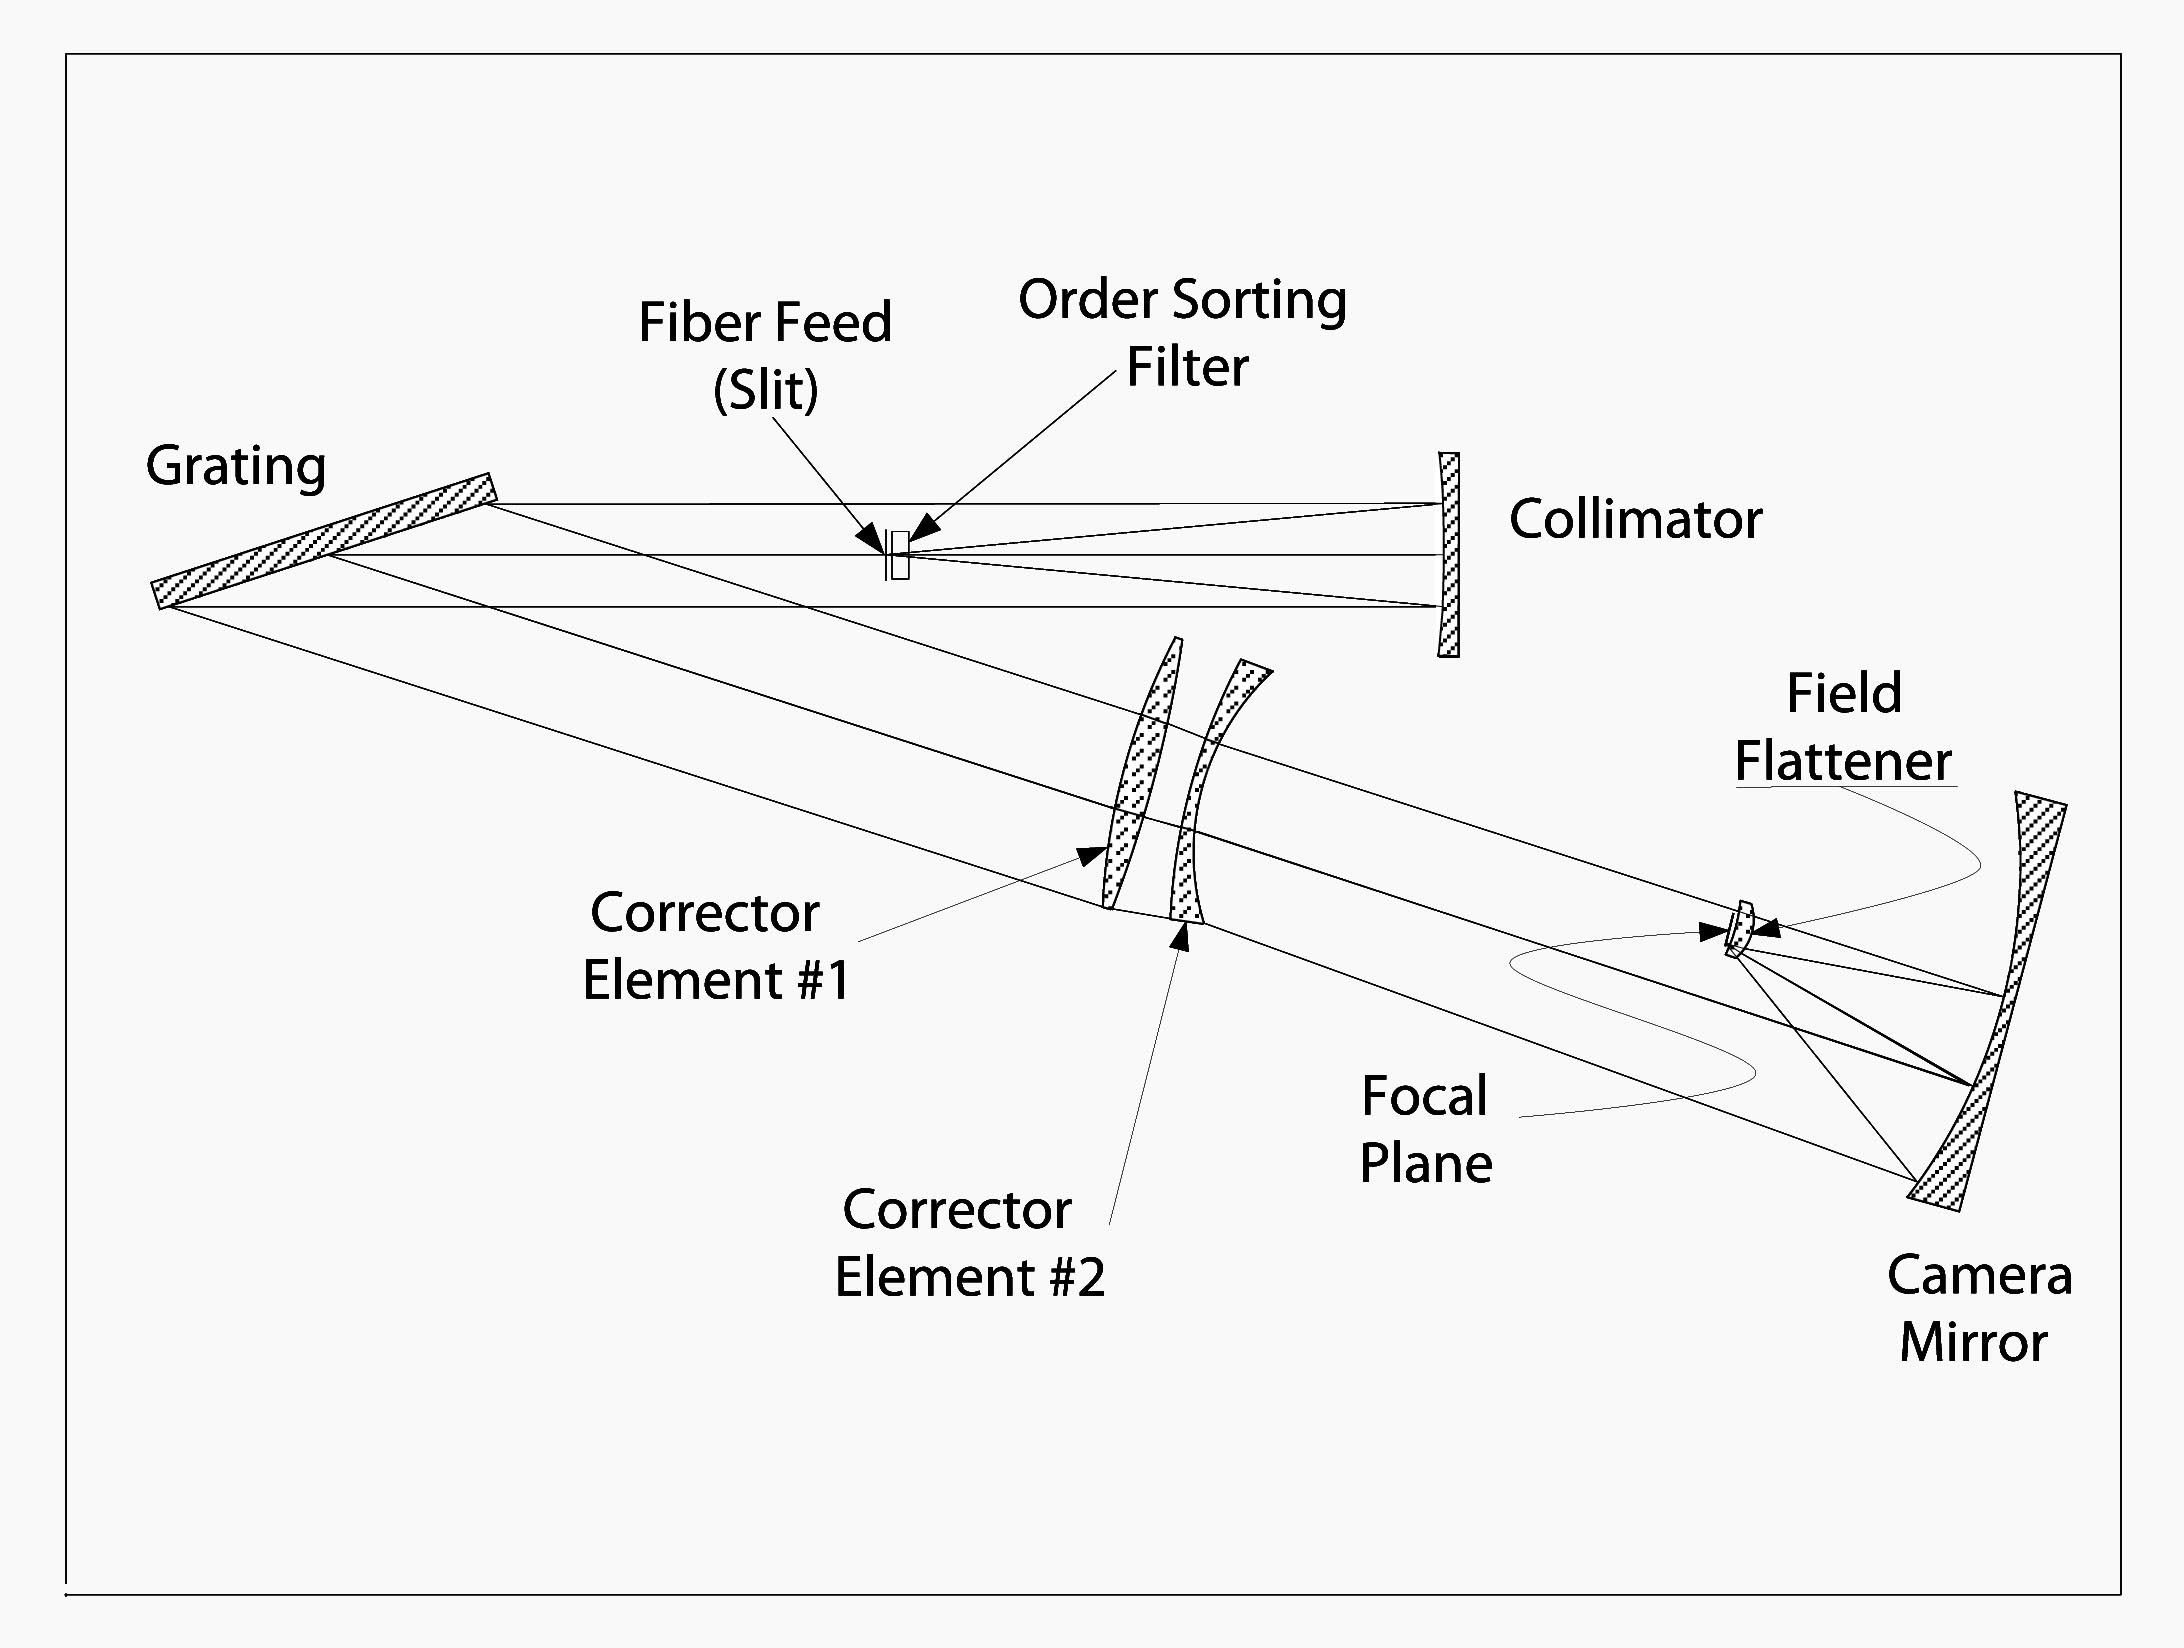 Order Sorting
Filter
Fiber Feed
(Slit)
Grating
Collimator
Field
Flattener
Corrector
Element #1
Focal
Plane
Corrector
Element #2
Camera
Mirror